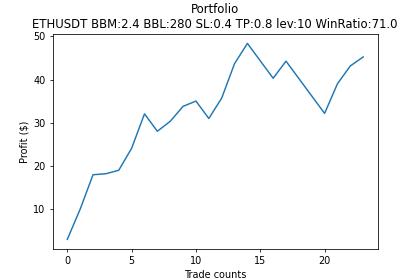 Portfolio
ETHUSDT BBM:2.4 BBL:280 SL:0.4 TP:0.8 lev:10 WinRatio:71.0
50
40
30
20
10
Profit ($)
0 5 10 15 20
Trade counts